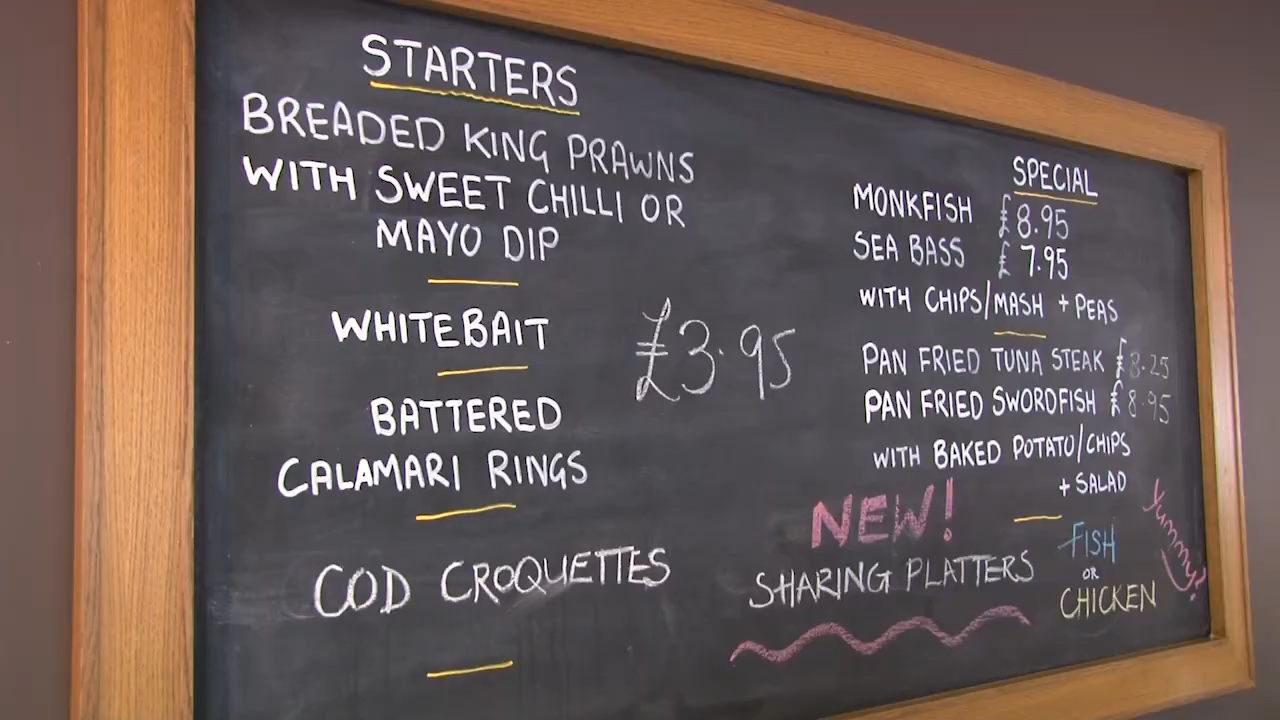 STARTERS
BREADED KING PRAWNS
WITH SWEET CHILLI OR
MAYO DIP
WHITEBAIT
£3.95
BATTERED
CALAMARI RINGS
COD CROQUETTES
SPECIAL
MONKFISH £8.95
SEA BASS £7.95
WITH CHIPS/MASH + PEAS
PAN FRIED TUNA STEAK £8.25
PAN FRIED SWORDFISH £8.95
WITH BAKED POTATO/CHIPS
+ SALAD
NEW!
SHARING PLATTERS
FISH
OR
CHICKEN
Yummy!